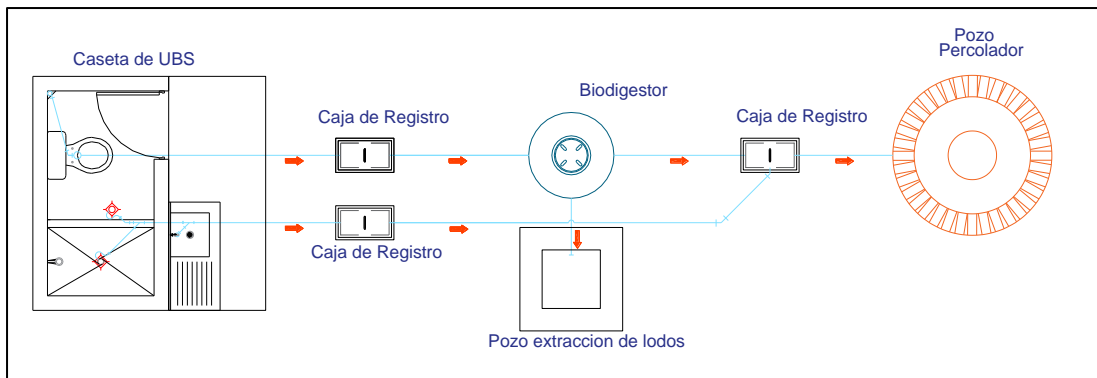 Pozo
Percolador
Caseta de UBS
Biodigestor
Caja de Registro
Caja de Registro
Caja de Registro
Pozo extraccion de lodos